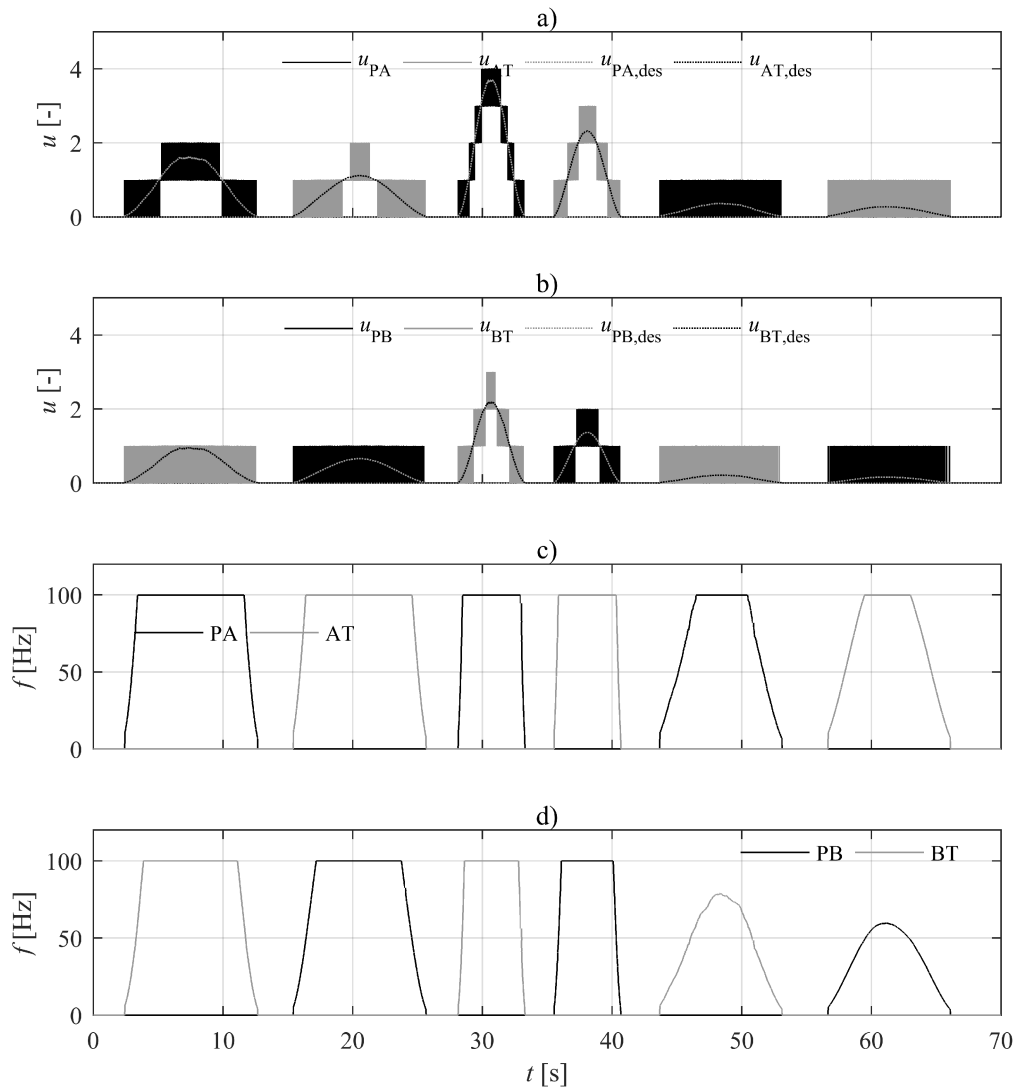 a)
u_PA u_AT u_PA,des u_AT,des
4
2
0
u [-]
b)
u_PB u_BT u_PB,des u_BT,des
4
2
0
u [-]
c)
100
PA AT
50
0
f [Hz]
d)
PB BT
100
50
0
f [Hz]
0 10 20 30 40 50 60 70
t [s]